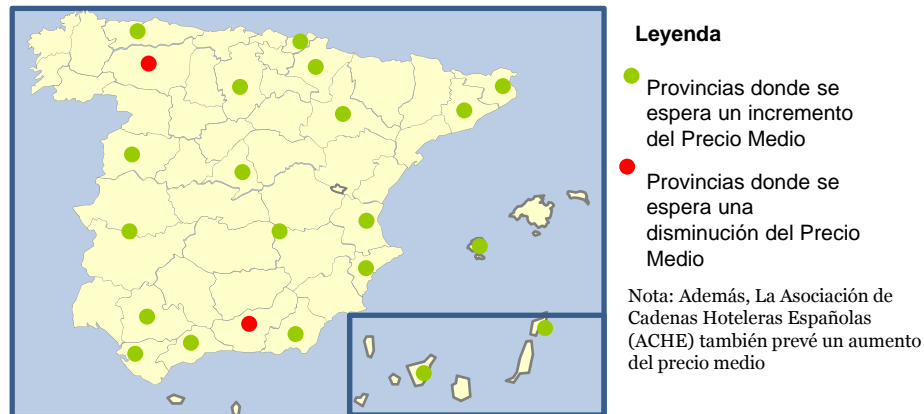 Leyenda
Provincias donde se
espera un incremento
del Precio Medio
Provincias donde se
espera una
disminución del Precio
Medio
Nota: Además, La Asociación de
Cadenas Hoteleras Españolas
(ACHE) también prevé un aumento
del precio medio